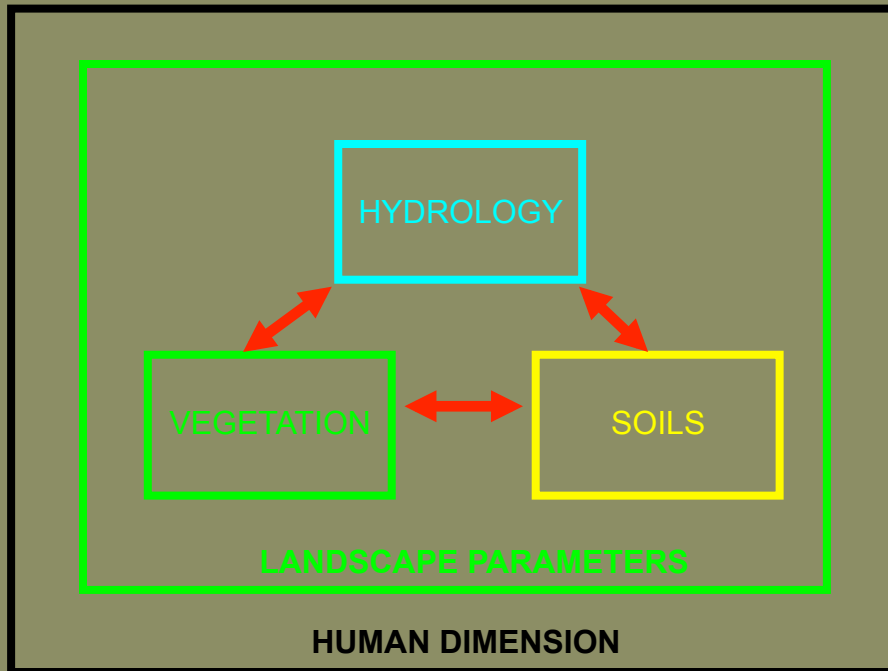 HYDROLOGY
VEGETATION
SOILS
LANDSCAPE PARAMETERS
HUMAN DIMENSION